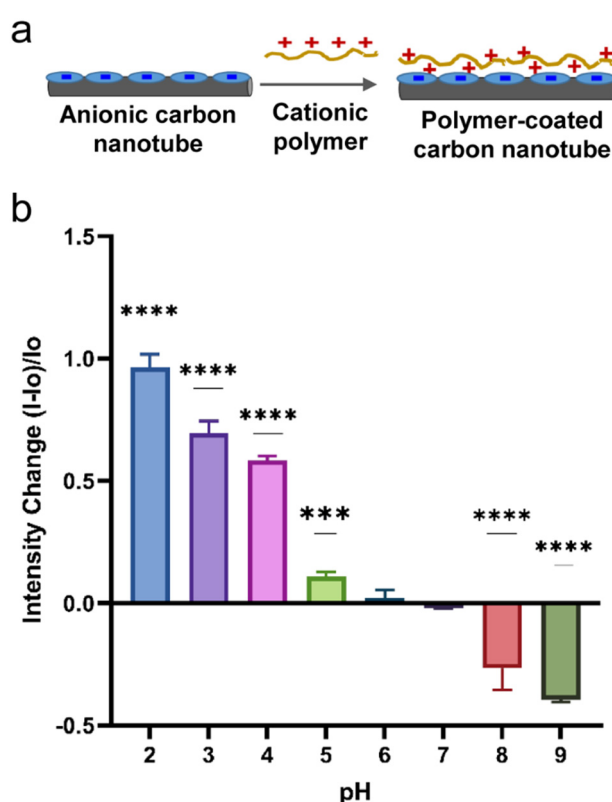 a
+ + + +
+ + + + + +
- - - - -
- - - - -
Anionic carbon
nanotube
Cationic
polymer
Polymer-coated
carbon nanotube
b
Intensity Change (I-Io)/Io
1.5
1.0
0.5
0.0
-0.5
****
****
****
***
****
****
2 3 4 5 6 7 8 9
pH